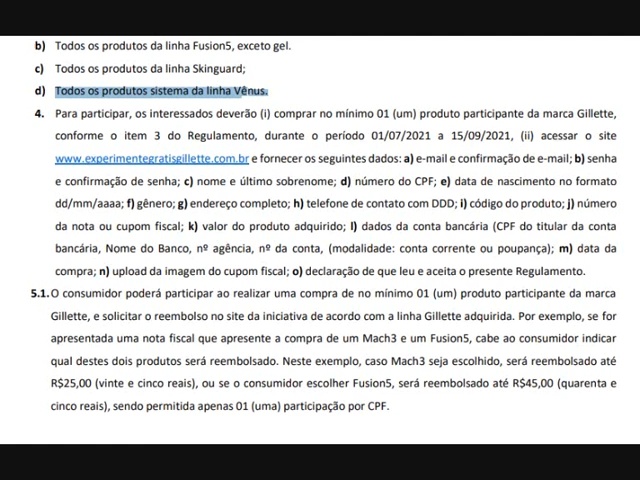 b) Todos os produtos da linha Fusion5, exceto gel.
c) Todos os produtos da linha Skinguard;
d) Todos os produtos sistema da linha Vênus.
4. Para participar, os interessados deverão (i) comprar no mínimo 01 (um) produto participante da marca Gillette,
conforme o item 3 do Regulamento, durante o período 01/07/2021 a 15/09/2021, (ii) acessar o site
www.experimentegratisgillette.com.br e fornecer os seguintes dados: a) e-mail e confirmação de e-mail; b) senha
e confirmação de senha; c) nome e último sobrenome; d) número do CPF; e) data de nascimento no formato
dd/mm/aaaa; f) gênero; g) endereço completo; h) telefone de contato com DDD; i) código do produto; j) número
da nota ou cupom fiscal; k) valor do produto adquirido; l) dados da conta bancária (CPF do titular da conta
bancária, Nome do Banco, nº agência, nº da conta, (modalidade: conta corrente ou poupança); m) data da
compra; n) upload da imagem do cupom fiscal; o) declaração de que leu e aceita o presente Regulamento.
5.1. O consumidor poderá participar ao realizar uma compra de no mínimo 01 (um) produto participante da marca
Gillette, e solicitar o reembolso no site da iniciativa de acordo com a linha Gillette adquirida. Por exemplo, se for
apresentada uma nota fiscal que apresente a compra de um Mach3 e um Fusion5, cabe ao consumidor indicar
qual destes dois produtos será reembolsado. Neste exemplo, caso Mach3 seja escolhido, será reembolsado até
R$25,00 (vinte e cinco reais), ou se o consumidor escolher Fusion5, será reembolsado até R$45,00 (quarenta e
cinco reais), sendo permitida apenas 01 (uma) participação por CPF.